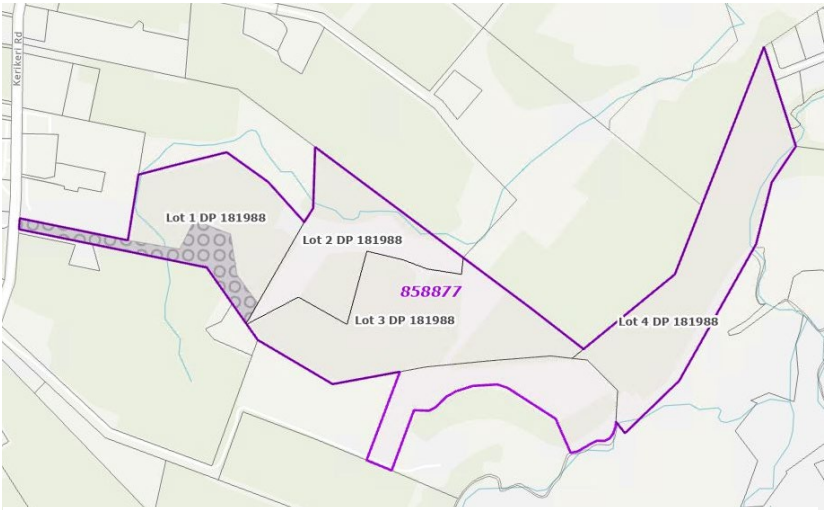 Kerikeri Rd
Lot 1 DP 181988
Lot 2 DP 181988
858877
Lot 3 DP 181988
Lot 4 DP 181988